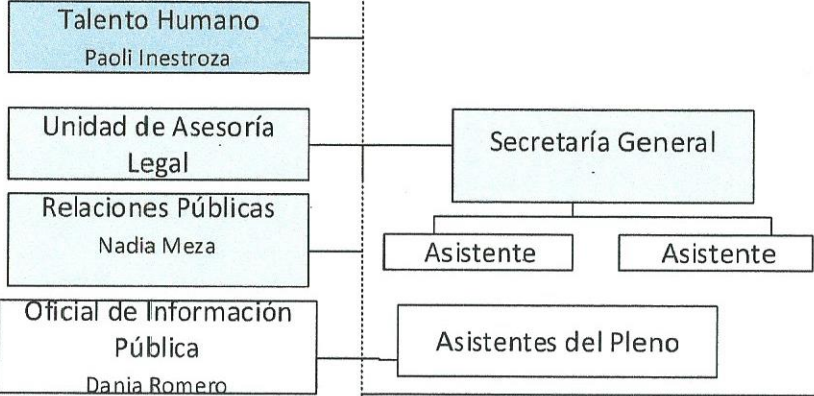 Talento Humano
Paoli Inestroza
Unidad de Asesoría
Legal
Secretaría General
Relaciones Públicas
Nadia Meza
Asistente
Asistente
Oficial de Información
Pública
Dania Romero
Asistentes del Pleno